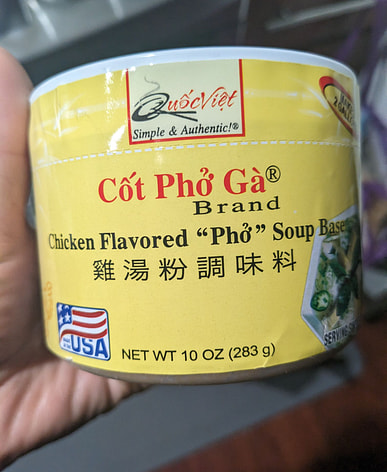 QuốcViệt
Simple & Authentic!®
Cốt Phở Gà®
Brand
Chicken Flavored “Phở” Soup Base
雞湯粉調味料
USA
NET WT 10 OZ (283 g)
SERVING